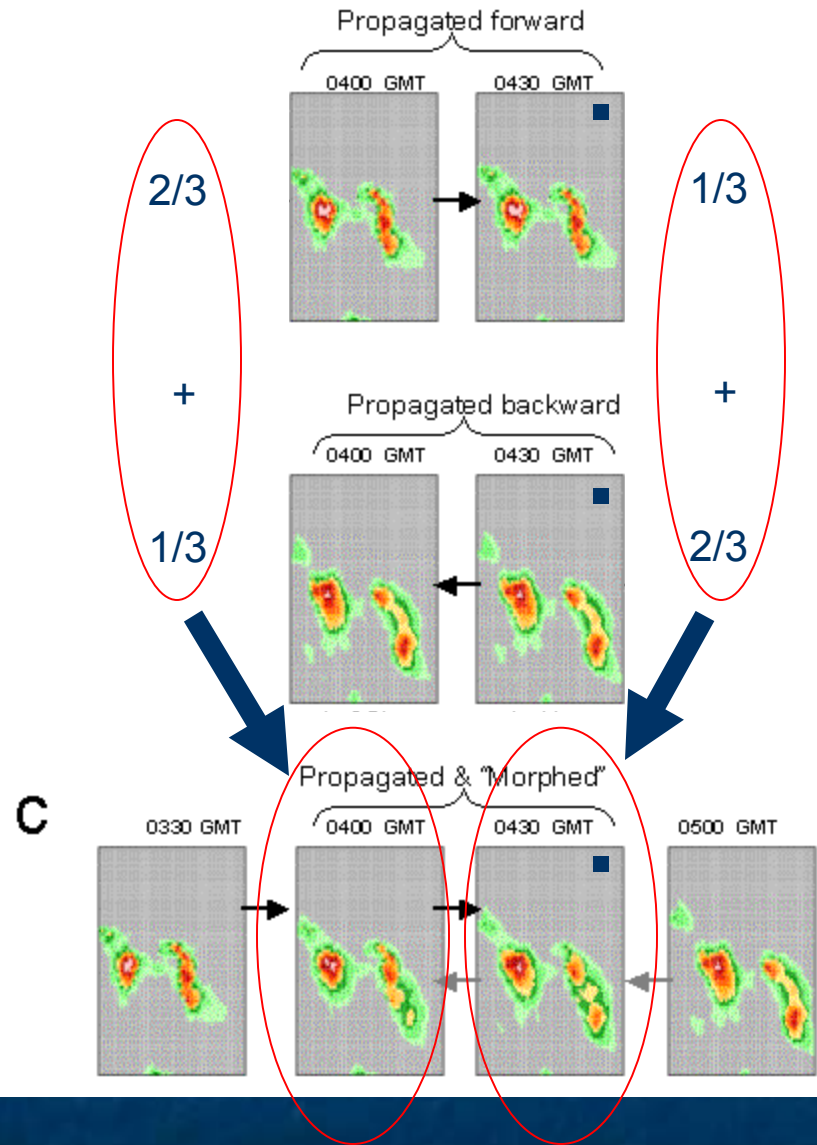 Propagated forward
0400 GMT 0430 GMT
2/3 1/3
+ +
Propagated backward
0400 GMT 0430 GMT
1/3 2/3
Propagated & "Morphed"
C
0330 GMT 0400 GMT 0430 GMT 0500 GMT